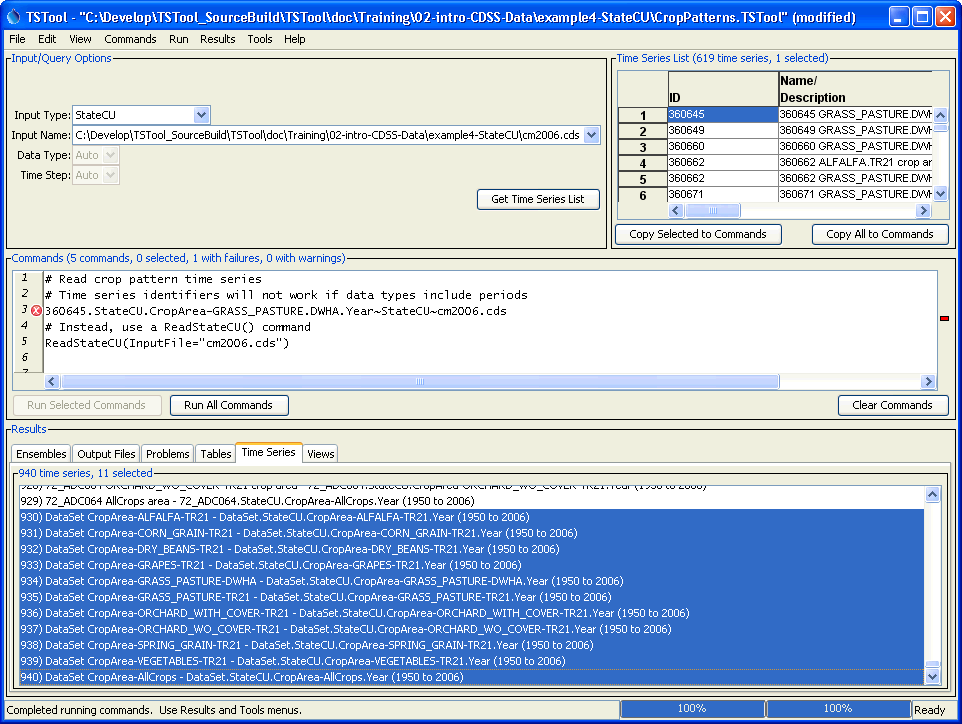 TSTool - "C:\Develop\TSTool_SourceBuild\TSTool\doc\Training\02-intro-CDSS-Data\example4-StateCU\CropPatterns.TSTool" (modified)
File Edit View Commands Run Results Tools Help
Input/Query Options
Input Type: StateCU
Input Name: C:\Develop\TSTool_SourceBuild\TSTool\doc\Training\02-intro-CDSS-Data\example4-StateCU\cm2006.cds
Data Type: Auto
Time Step: Auto
Get Time Series List
Time Series List (619 time series, 1 selected)
Name/
ID Description
1 360645 360645 GRASS_PASTURE.DWH
2 360649 360649 GRASS_PASTURE.DWH
3 360660 360660 GRASS_PASTURE.DWH
4 360662 360662 ALFALFA.TR21 crop ar
5 360662 360662 GRASS_PASTURE.DWH
6 360671 360671 GRASS_PASTURE.DWH
Copy Selected to Commands Copy All to Commands
Commands (5 commands, 0 selected, 1 with failures, 0 with warnings)
1 # Read crop pattern time series
2 # Time series identifiers will not work if data types include periods
3 360645.StateCU.CropArea-GRASS_PASTURE.DWHA.Year~StateCU~cm2006.cds
4 # Instead, use a ReadStateCU() command
5 ReadStateCU(InputFile="cm2006.cds")
6
7
Run Selected Commands Run All Commands Clear Commands
Results
Ensembles Output Files Problems Tables Time Series Views
940 time series, 11 selected
928) 72_ADC064 ORCHARD_WO_COVER-TR21 crop area - 72_ADC064.StateCU.CropArea-ORCHARD_WO_COVER-TR21.Year (1950 to 2006)
929) 72_ADC064 AllCrops area - 72_ADC064.StateCU.CropArea-AllCrops.Year (1950 to 2006)
930) DataSet CropArea-ALFALFA-TR21 - DataSet.StateCU.CropArea-ALFALFA-TR21.Year (1950 to 2006)
931) DataSet CropArea-CORN_GRAIN-TR21 - DataSet.StateCU.CropArea-CORN_GRAIN-TR21.Year (1950 to 2006)
932) DataSet CropArea-DRY_BEANS-TR21 - DataSet.StateCU.CropArea-DRY_BEANS-TR21.Year (1950 to 2006)
933) DataSet CropArea-GRAPES-TR21 - DataSet.StateCU.CropArea-GRAPES-TR21.Year (1950 to 2006)
934) DataSet CropArea-GRASS_PASTURE-DWHA - DataSet.StateCU.CropArea-GRASS_PASTURE-DWHA.Year (1950 to 2006)
935) DataSet CropArea-GRASS_PASTURE-TR21 - DataSet.StateCU.CropArea-GRASS_PASTURE-TR21.Year (1950 to 2006)
936) DataSet CropArea-ORCHARD_WITH_COVER-TR21 - DataSet.StateCU.CropArea-ORCHARD_WITH_COVER-TR21.Year (1950 to 2006)
937) DataSet CropArea-ORCHARD_WO_COVER-TR21 - DataSet.StateCU.CropArea-ORCHARD_WO_COVER-TR21.Year (1950 to 2006)
938) DataSet CropArea-SPRING_GRAIN-TR21 - DataSet.StateCU.CropArea-SPRING_GRAIN-TR21.Year (1950 to 2006)
939) DataSet CropArea-VEGETABLES-TR21 - DataSet.StateCU.CropArea-VEGETABLES-TR21.Year (1950 to 2006)
940) DataSet CropArea-AllCrops - DataSet.StateCU.CropArea-AllCrops.Year (1950 to 2006)
Completed running commands. Use Results and Tools menus. 100% 100% Ready